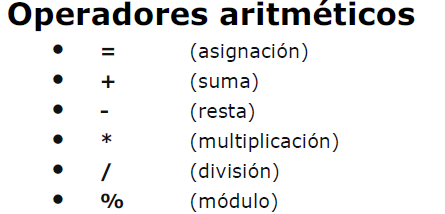 Operadores aritméticos
• = (asignación)
• + (suma)
• - (resta)
• * (multiplicación)
• / (división)
• % (módulo)